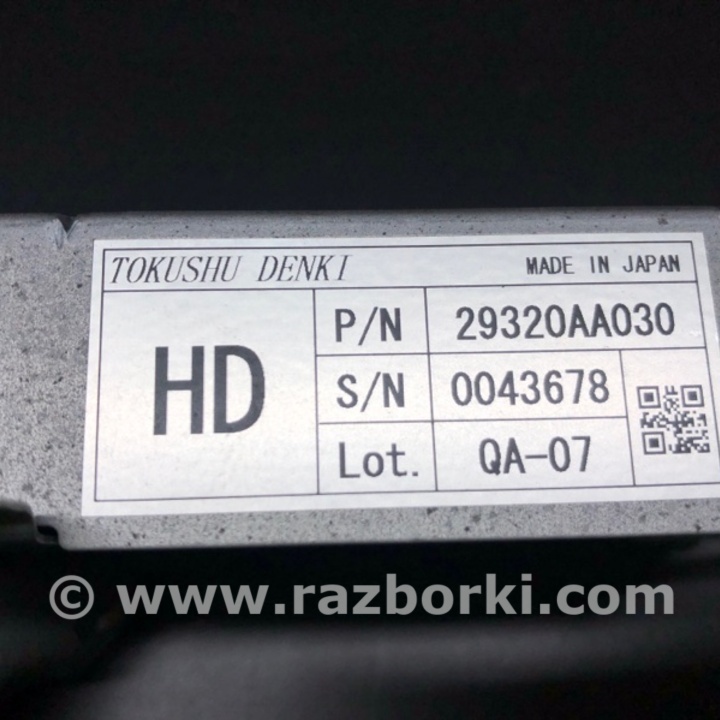 TOKUSHU DENKI MADE IN JAPAN
HD
P/N 29320AA030
S/N 0043678
Lot. QA-07
© www.razborki.com